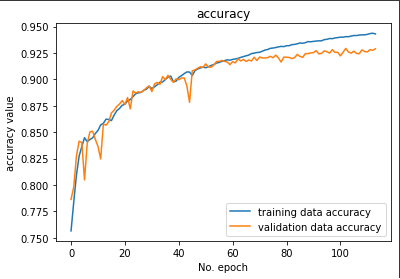 accuracy
0.950
0.925
0.900
0.875
0.850
0.825
0.800
0.775
0.750
accuracy value
training data accuracy
validation data accuracy
0 20 40 60 80 100
No. epoch